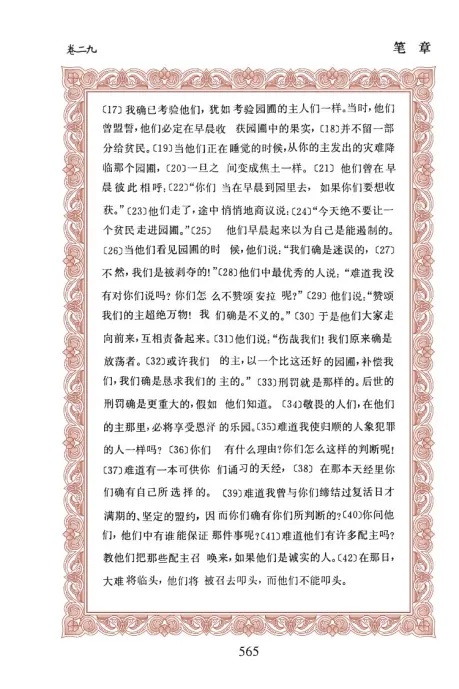 卷二九
笔 章
〔17〕我确已考验他们，犹如考验园圃的主人们一样。当时，他们
曾盟誓，他们必定在早晨收 获园圃中的果实，〔18〕并不留一部
分给贫民。〔19〕当他们正在睡觉的时候，从你的主发出的灾难降
临那个园圃，〔20〕一旦之 间变成焦土一样。〔21〕他们曾在早
晨彼此相呼：〔22〕“你们 当在早晨到园里去，如果你们要想收
获。”〔23〕他们走了，途中悄悄地商议说：〔24〕“今天绝不要让一
个贫民走进园圃。”〔25〕 他们早晨起来以为自己是能遏制的。
〔26〕当他们看见园圃的时 候，他们说：“我们确是迷误的，〔27〕
不然，我们是被剥夺的！”〔28〕他们中最优秀的人说：“难道我没
有对你们说吗？你们怎 么不赞颂安拉 呢？”〔29〕他们说：“赞颂
我们的主超绝万物！我 们确是不义的。”〔30〕于是他们大家走
向前来，互相责备起来。〔31〕他们说：“伤哉我们！我们原来确是
放荡者。〔32〕或许我们 的主，以一个比这还好的园圃，补偿我
们，我们确是恳求我们的主的。”〔33〕刑罚就是那样的。后世的
刑罚确是更重大的，假如 他们知道。〔34〕敬畏的人们，在他们
的主那里，必将享受恩泽的乐园。〔35〕难道我使归顺的人象犯罪
的人一样吗？〔36〕你们 有什么理由？你们怎么这样的判断呢！
〔37〕难道有一本可供你 们诵习的天经，〔38〕在那本天经里你
们确有自己所选择的。〔39〕难道我曾与你们缔结过复活日才
满期的、坚定的盟约，因而你们确有你们所判断的？〔40〕你问他
们，他们中有谁能保证 那件事呢？〔41〕难道他们有许多配主吗？
教他们把那些配主召 唤来，如果他们是诚实的人。〔42〕在那日，
大难将临头，他们将 被召去叩头，而他们不能叩头。
565